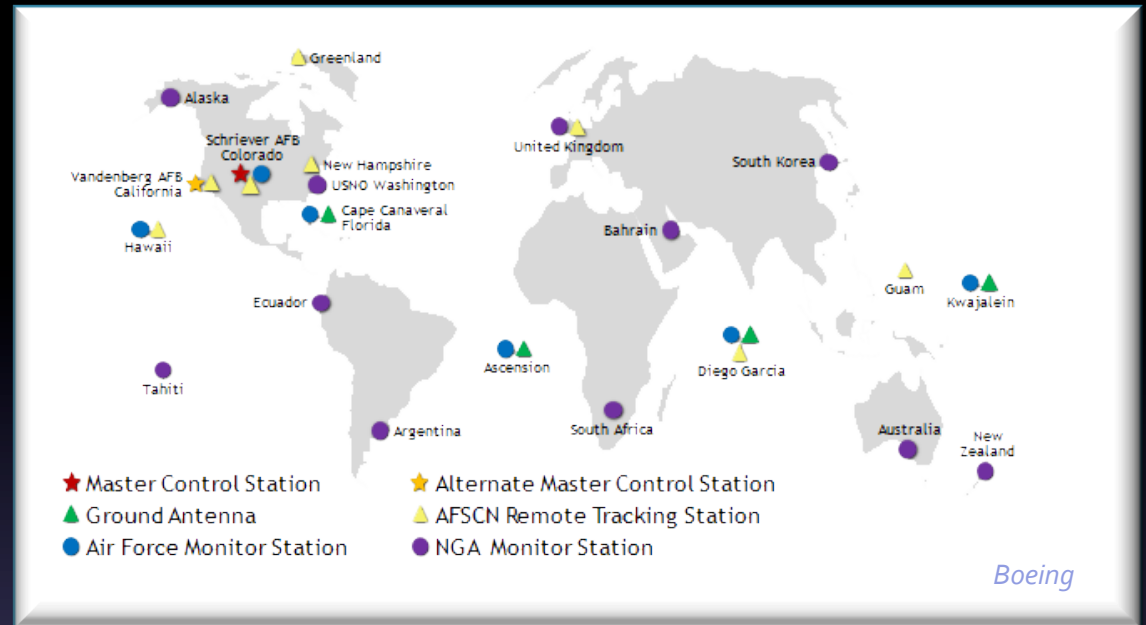 Greenland
Alaska
Schriever AFB
Colorado
New Hampshire
Vandenberg AFB
California
USNO Washington
Cape Canaveral
Florida
Hawaii
United Kingdom
South Korea
Bahrain
Ecuador
Guam
Kwajalein
Tahiti
Ascension
Diego Garcia
Argentina
South Africa
Australia
New
Zealand
Master Control Station
Alternate Master Control Station
Ground Antenna
AFSCN Remote Tracking Station
Air Force Monitor Station
NGA Monitor Station
Boeing